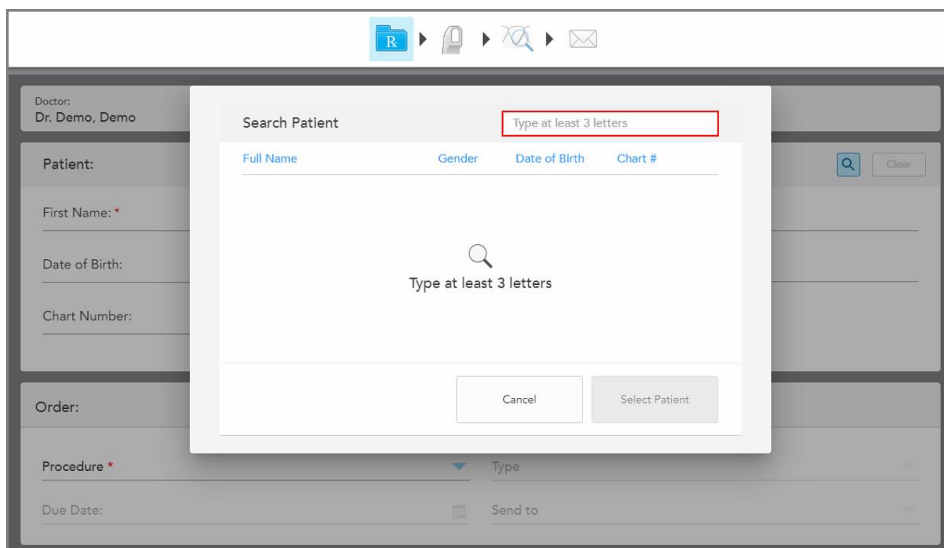 R
Doctor:
Dr. Demo, Demo
Search Patient
Type at least 3 letters
Full Name Gender Date of Birth Chart #
Patient:
Clear
First Name: *
Date of Birth:
Type at least 3 letters
Chart Number:
Cancel Select Patient
Order:
Procedure * Type
Due Date: Send to